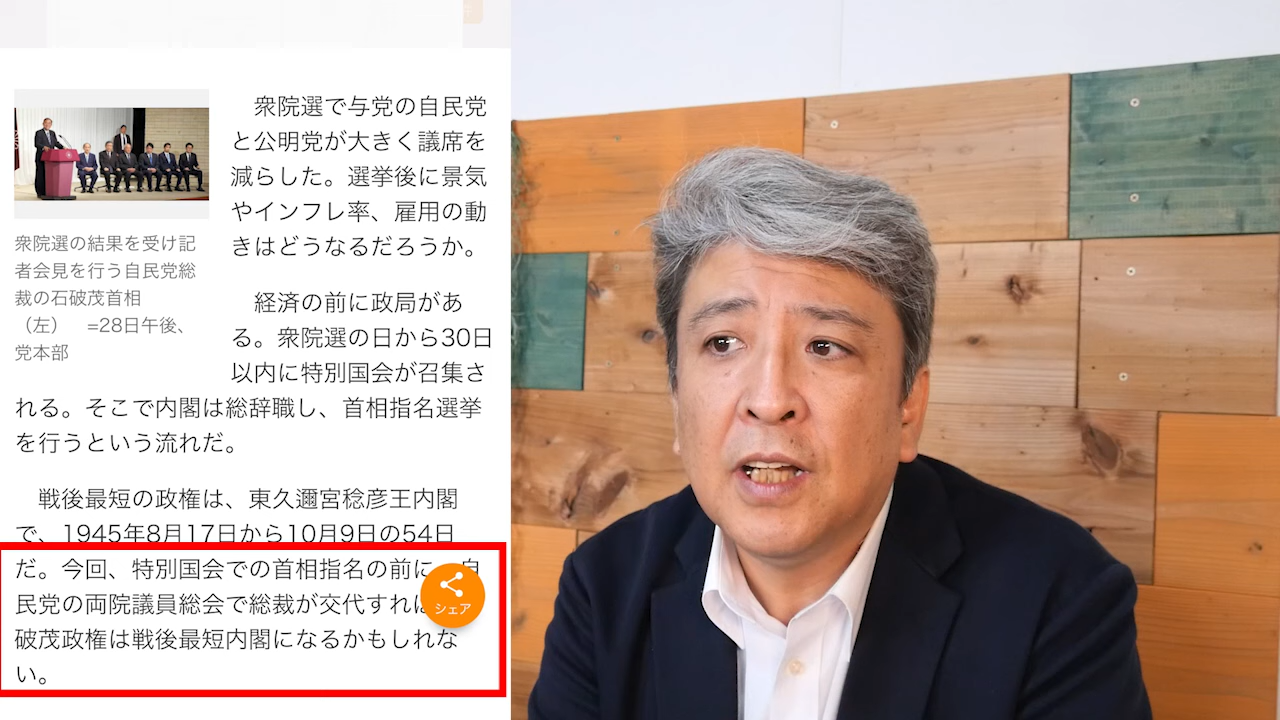 衆院選で与党の自民党
と公明党が大きく議席を
減らした。選挙後に景気
やインフレ率、雇用の動
きはどうなるだろうか。
衆院選の結果を受け記
者会見を行う自民党総
裁の石破茂首相
（左）　=28日午後、
党本部
経済の前に政局があ
る。衆院選の日から30日
以内に特別国会が召集さ
れる。そこで内閣は総辞職し、首相指名選挙
を行うという流れだ。
戦後最短の政権は、東久邇宮稔彦王内閣
で、1945年8月17日から10月9日の54日
だ。今回、特別国会での首相指名の前に、自
民党の両院議員総会で総裁が交代すれ
破茂政権は戦後最短内閣になるかもしれな
い。
シェア